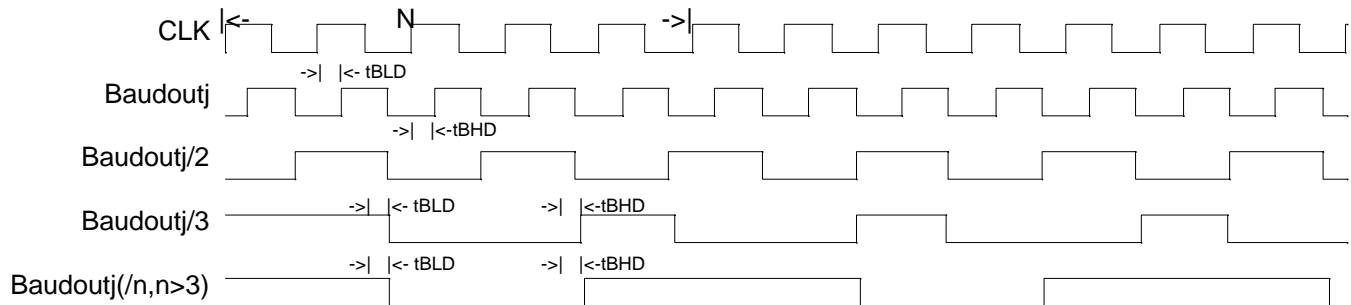 CLK |<- N ->|
->| |<- tBLD
Baudoutj
->| |<-tBHD
Baudoutj/2
->| |<- tBLD ->| |<-tBHD
Baudoutj/3
->| |<- tBLD ->| |<-tBHD
Baudoutj(/n,n>3)